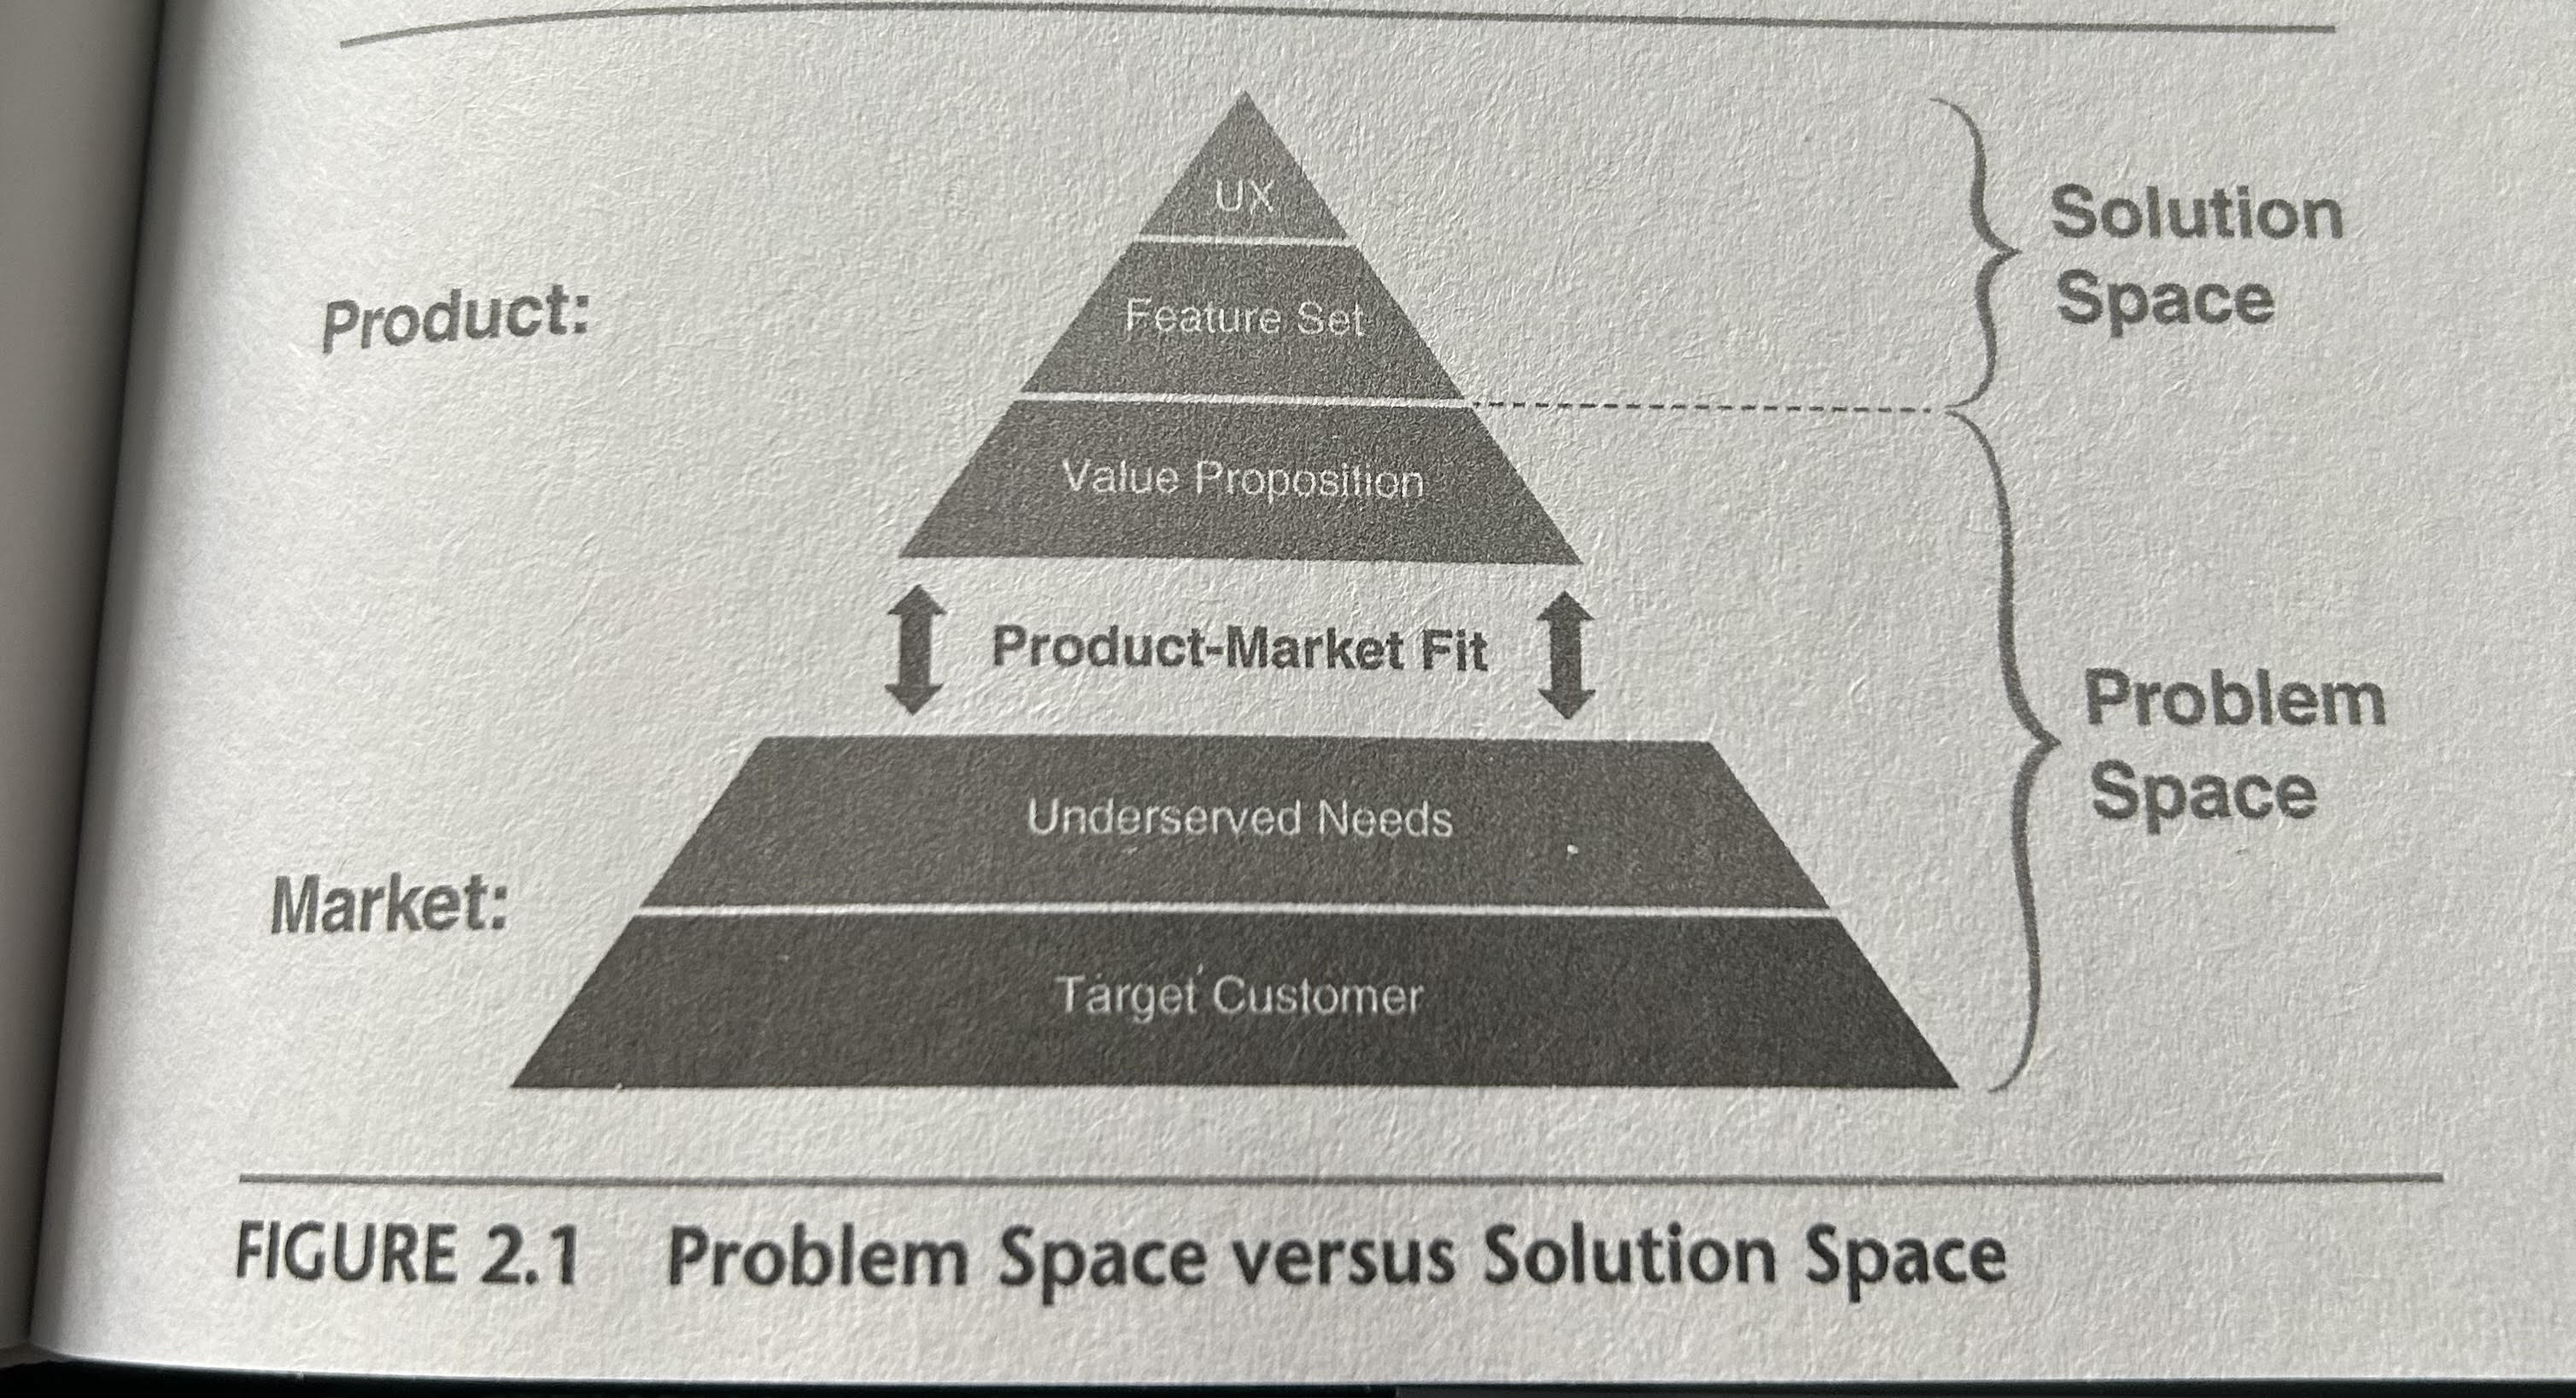 UX
Solution
Space
Product:
Feature Set
Value Proposition
Product-Market Fit
Problem
Space
Underserved Needs
Market:
Target Customer
FIGURE 2.1 Problem Space versus Solution Space